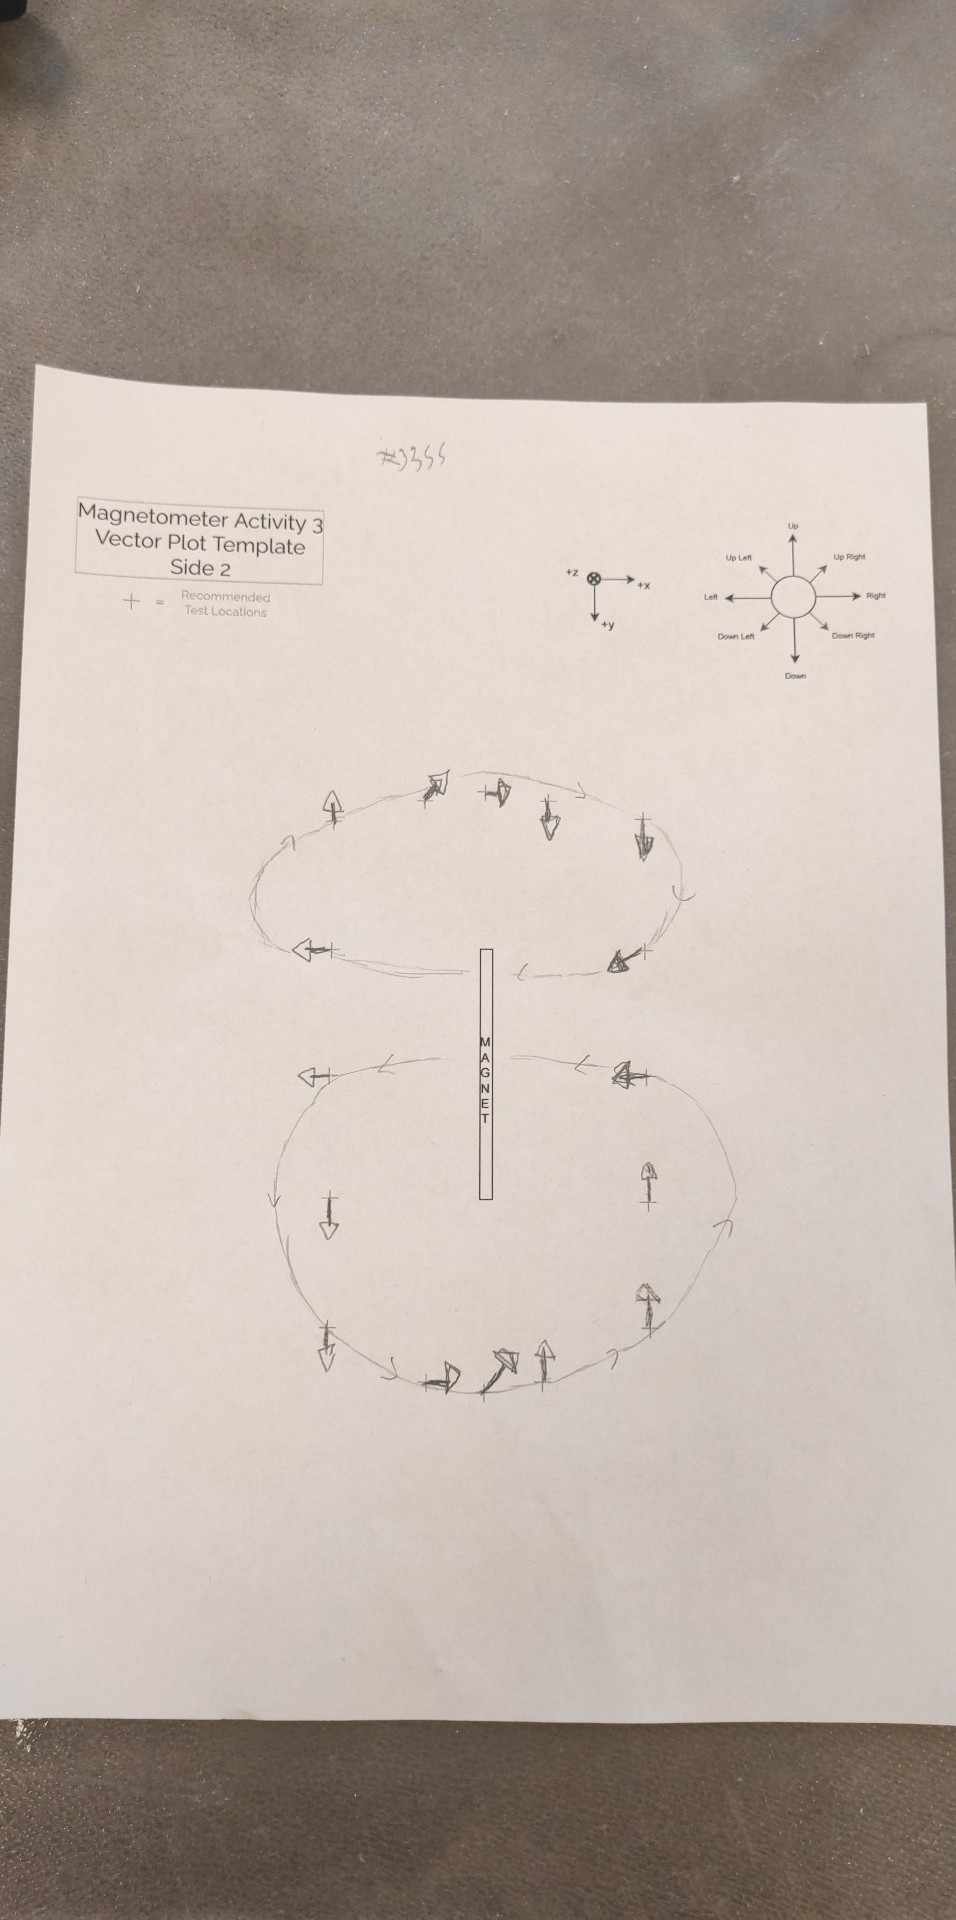 #3355
Magnetometer Activity 3
Vector Plot Template
Side 2
+ = Recommended
Test Locations
+z
+x
+y
Up
Up Left
Up Right
Left
Right
Down Left
Down Right
Down
MAGNET